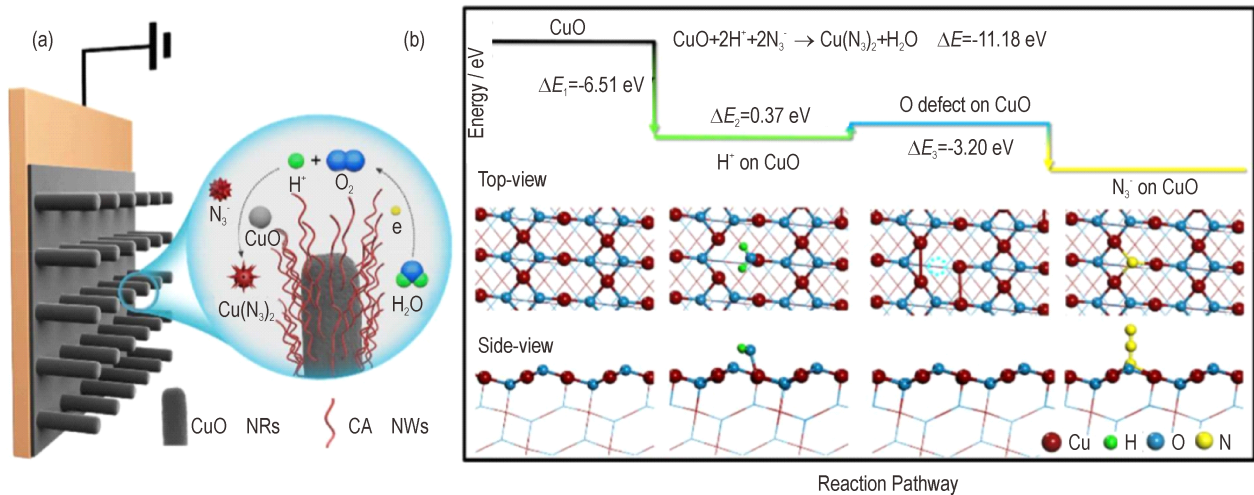 (a)
N₃⁻
H⁺ + O₂
CuO
e
Cu(N₃)₂
H₂O
CuO NRs
CA NWs
(b)
Energy / eV
CuO
CuO+2H⁺+2N₃⁻ → Cu(N₃)₂+H₂O ΔE=-11.18 eV
ΔE₁=-6.51 eV
ΔE₂=0.37 eV
H⁺ on CuO
O defect on CuO
ΔE₃=-3.20 eV
N₃⁻ on CuO
Top-view
Side-view
Cu H O N
Reaction Pathway